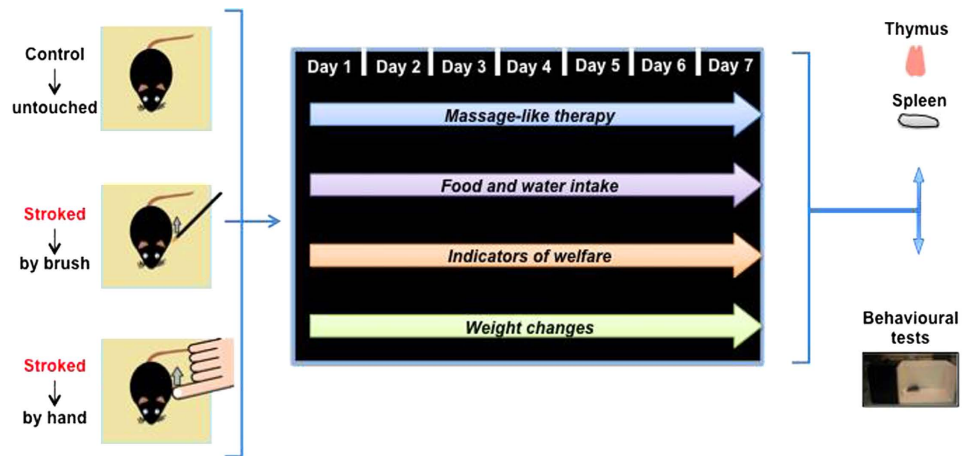 Control
untouched
Stroked
by brush
Stroked
by hand
Day 1 Day 2 Day 3 Day 4 Day 5 Day 6 Day 7
Massage-like therapy
Food and water intake
Indicators of welfare
Weight changes
Thymus
Spleen
Behavioural
tests